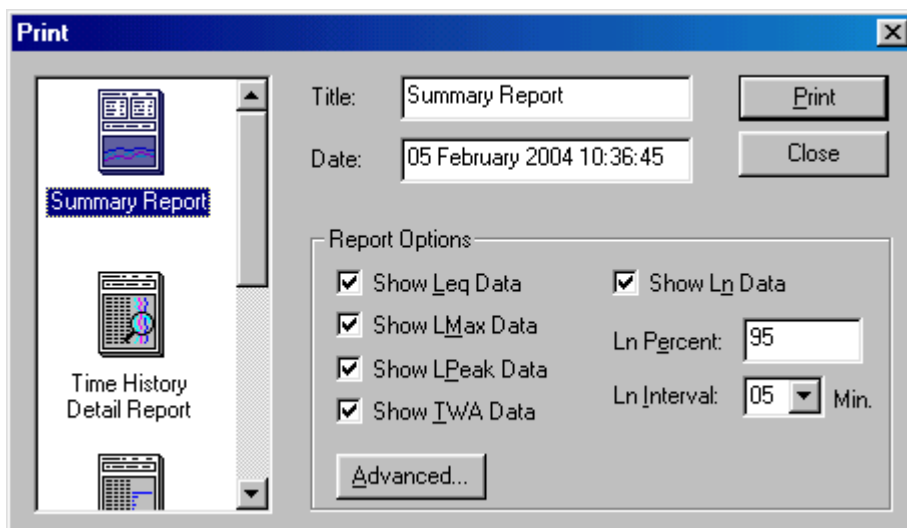 Print
Summary Report
Time History
Detail Report
Title: Summary Report
Date: 05 February 2004 10:36:45
Print
Close
Report Options
Show Leq Data
Show LMax Data
Show LPeak Data
Show TWA Data
Show Ln Data
Ln Percent: 95
Ln Interval: 05 Min.
Advanced...